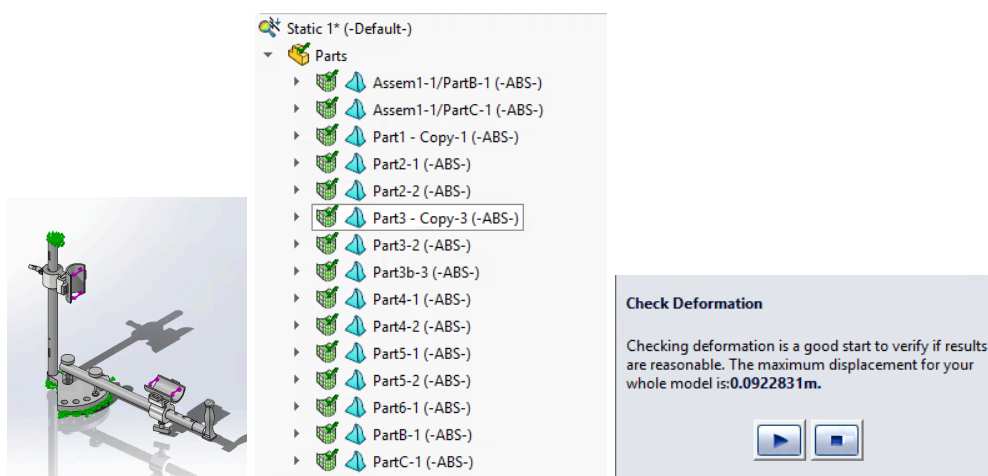 Static 1* (-Default-)
Parts
Assem1-1/PartB-1 (-ABS-)
Assem1-1/PartC-1 (-ABS-)
Part1 - Copy-1 (-ABS-)
Part2-1 (-ABS-)
Part2-2 (-ABS-)
Part3 - Copy-3 (-ABS-)
Part3-2 (-ABS-)
Part3b-3 (-ABS-)
Part4-1 (-ABS-)
Part4-2 (-ABS-)
Part5-1 (-ABS-)
Part5-2 (-ABS-)
Part6-1 (-ABS-)
PartB-1 (-ABS-)
PartC-1 (-ABS-)
Check Deformation
Checking deformation is a good start to verify if results
are reasonable. The maximum displacement for your
whole model is:0.0922831m.